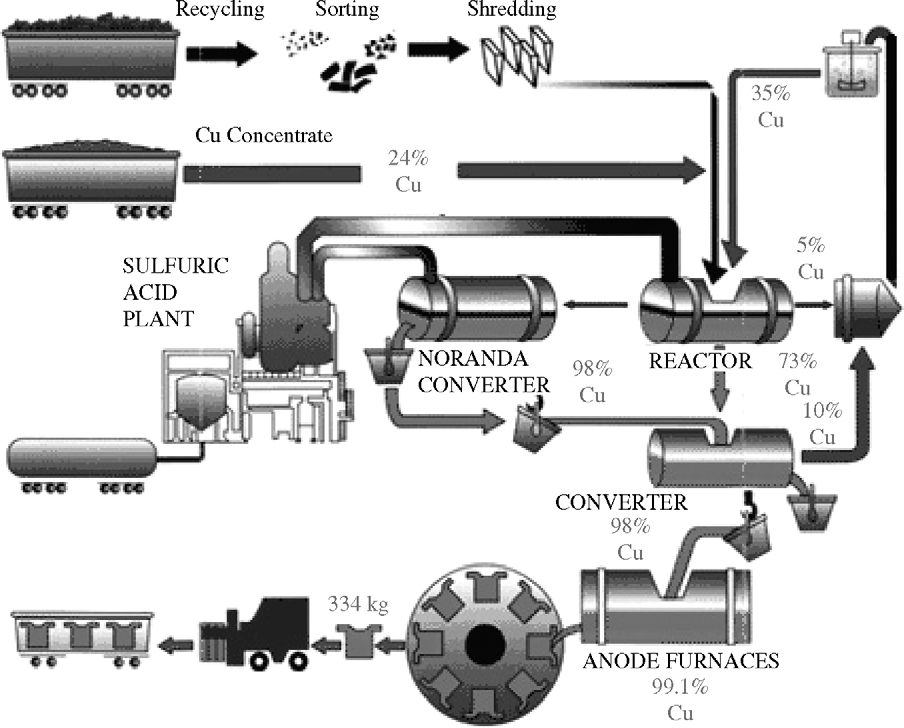 Recycling
Sorting
Shredding
35%
Cu
Cu Concentrate
24%
Cu
5%
Cu
SULFURIC
ACID
PLANT
NORANDA
CONVERTER
98%
Cu
REACTOR
73%
Cu
10%
Cu
CONVERTER
98%
Cu
334 kg
ANODE FURNACES
99.1%
Cu